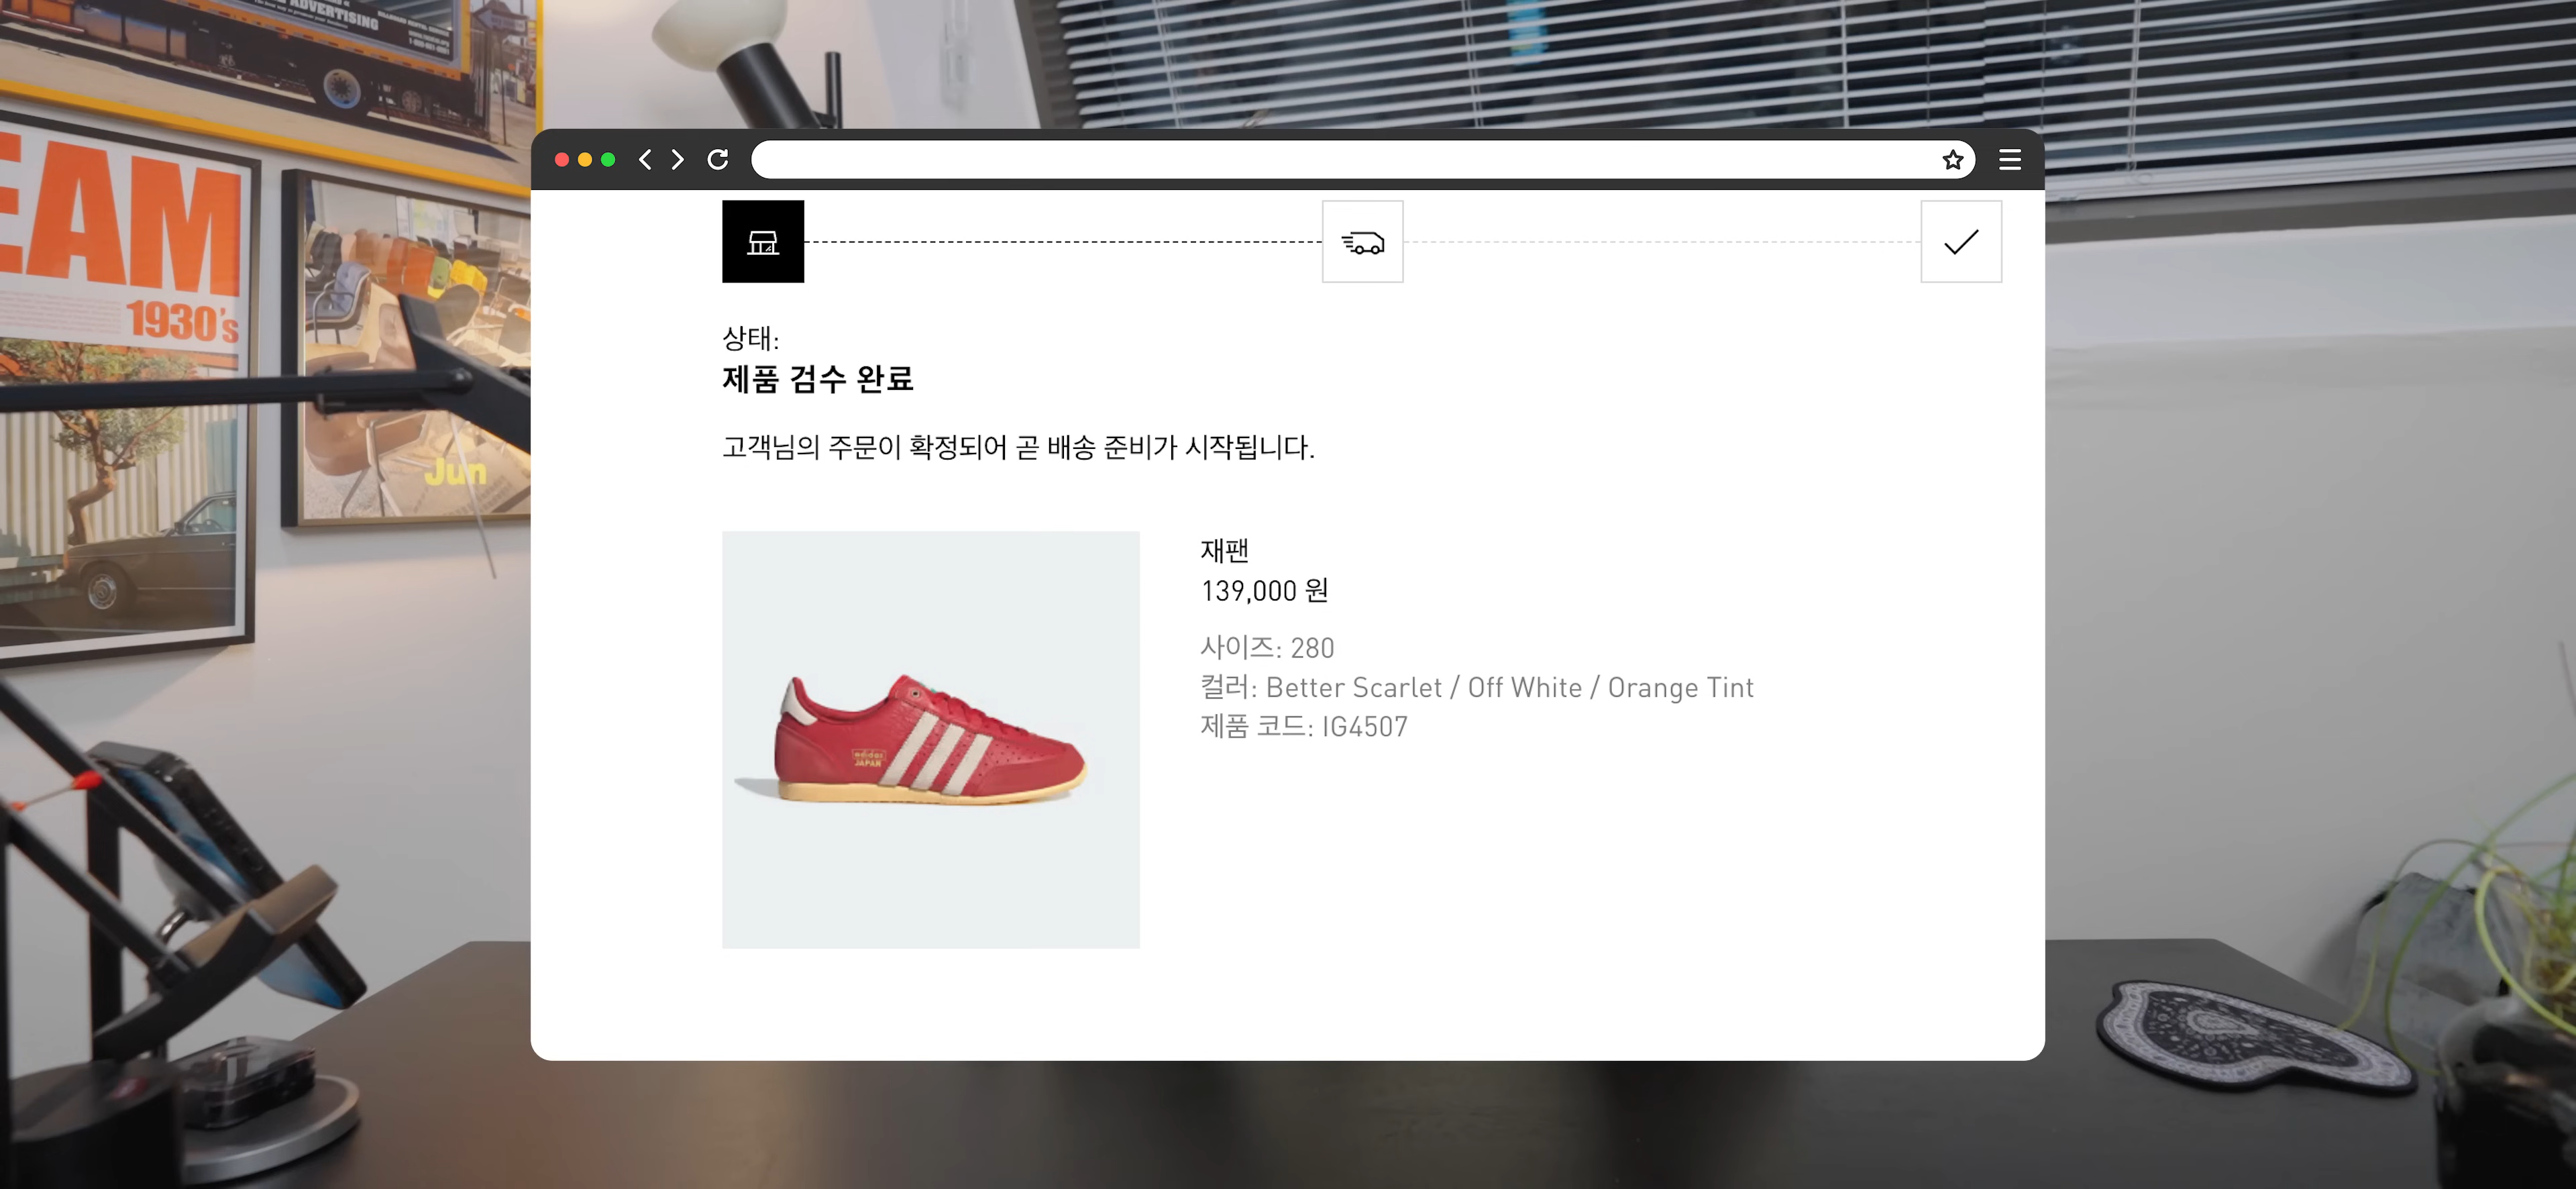 ADVERTISING
EAM
1930's
Jun
상태:
제품 검수 완료
고객님의 주문이 확정되어 곧 배송 준비가 시작됩니다.
adidas
JAPAN
재팬
139,000 원
사이즈: 280
컬러: Better Scarlet / Off White / Orange Tint
제품 코드: IG4507